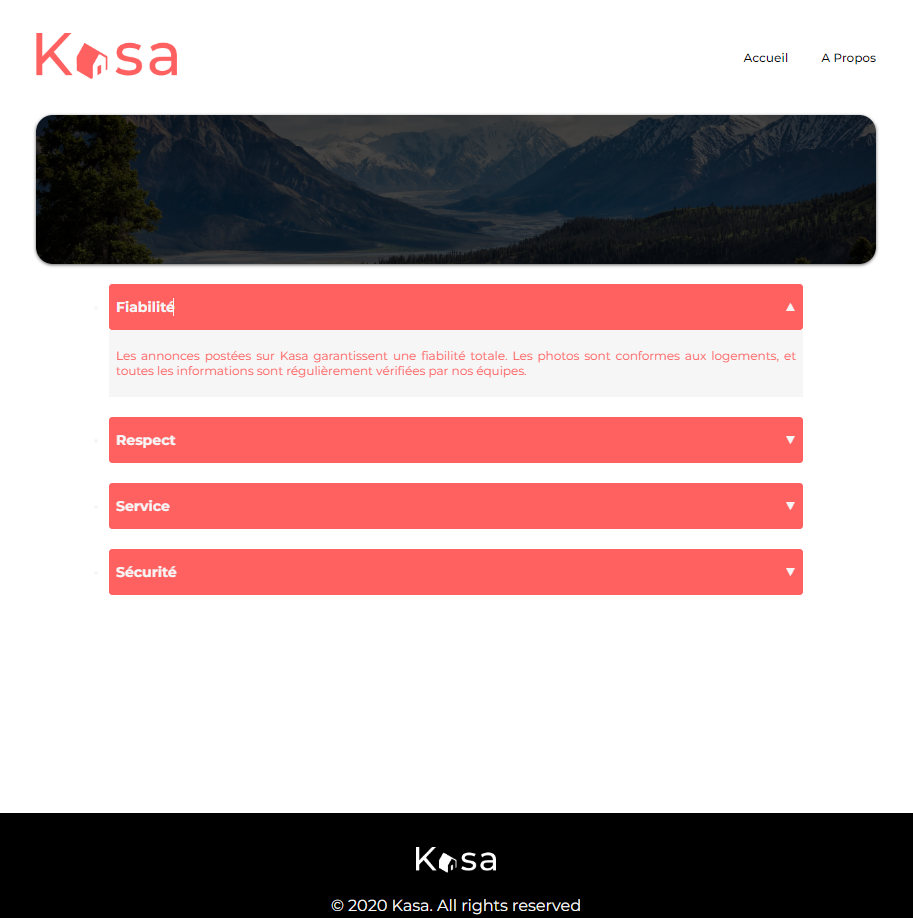 Kasa
Accueil A Propos
Fiabilité
Les annonces postées sur Kasa garantissent une fiabilité totale. Les photos sont conformes aux logements, et
toutes les informations sont régulièrement vérifiées par nos équipes.
Respect
Service
Sécurité
Kasa
© 2020 Kasa. All rights reserved